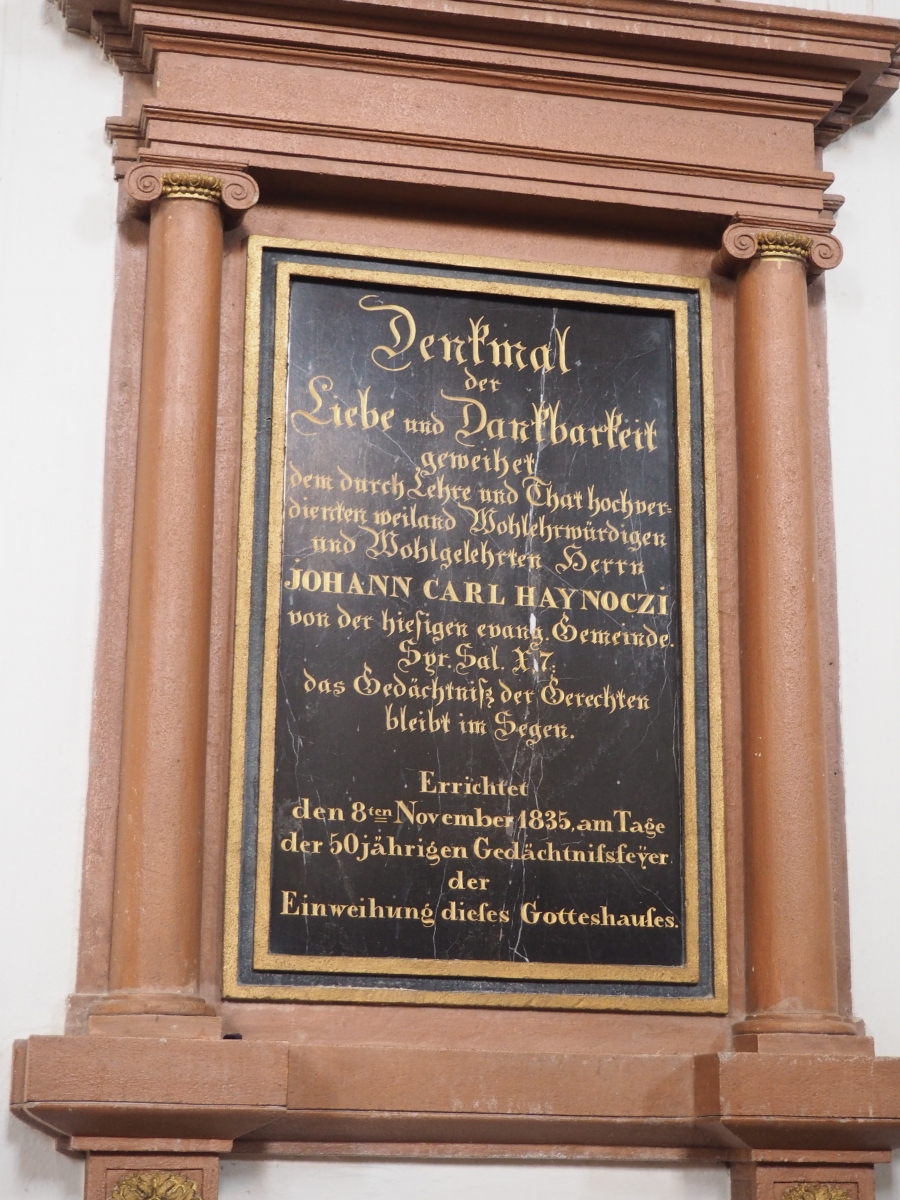 Denkmal
der
Liebe und Dankbarkeit
geweihet
dem durch Lehre und That hochver=
dienten weiland Wohlehrwürdigen
und Wohlgelehrten Herrn
JOHANN CARL HAYNOCZI
von der hieſigen evang. Gemeinde.
Syr. Sal. X.7.
das Gedächtniſz der Gerechten
bleibt im Segen.
Errichtet
den 8ten November 1835, am Tage
der 50jährigen Gedächtniſsfeÿer
der
Einweihung dieſes Gotteshauſes.